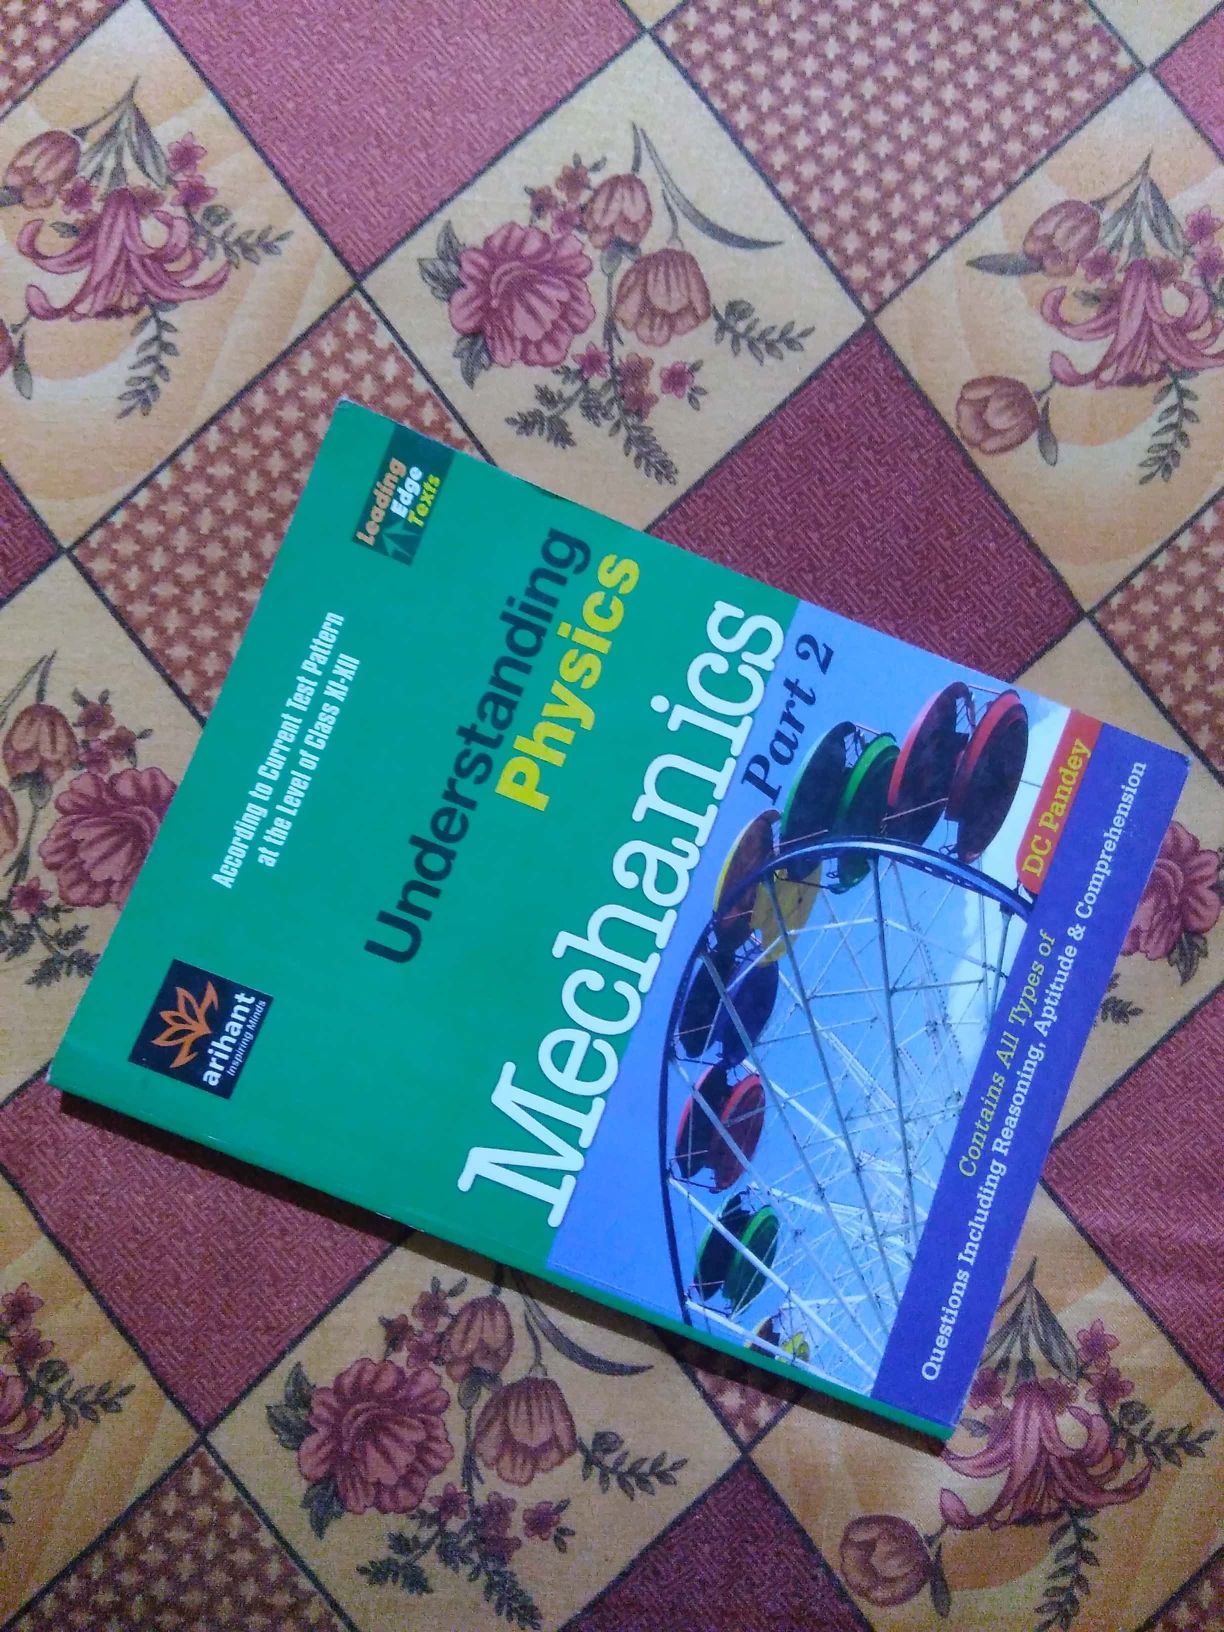 Leading
Edge
Texts
According to Current Test Pattern
at the Level of Class XI-XII
arihant
Inspiring Minds
Understanding
Physics
Mechanics
Part 2
DC Pandey
Contains All Types of
Questions Including Reasoning, Aptitude & Comprehension